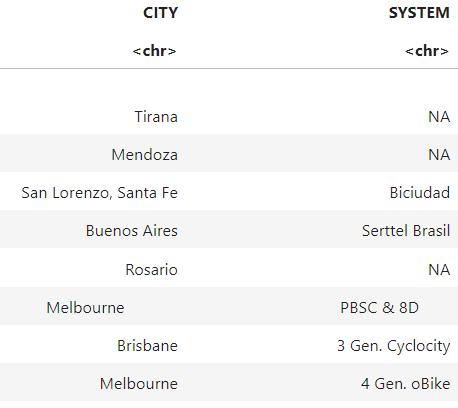 CITY SYSTEM
<chr> <chr>
Tirana NA
Mendoza NA
San Lorenzo, Santa Fe Biciudad
Buenos Aires Serttel Brasil
Rosario NA
Melbourne PBSC & 8D
Brisbane 3 Gen. Cyclocity
Melbourne 4 Gen. oBike